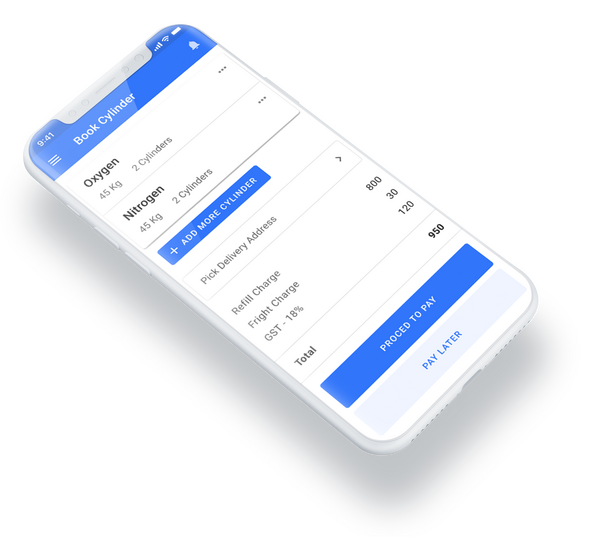 9:41
Book Cylinder
Oxygen
45 Kg 2 Cylinders
Nitrogen
45 Kg 2 Cylinders
+ ADD MORE CYLINDER
Pick Delivery Address
Refill Charge 800
Fright Charge 30
GST - 18% 120
Total 950
PROCED TO PAY
PAY LATER